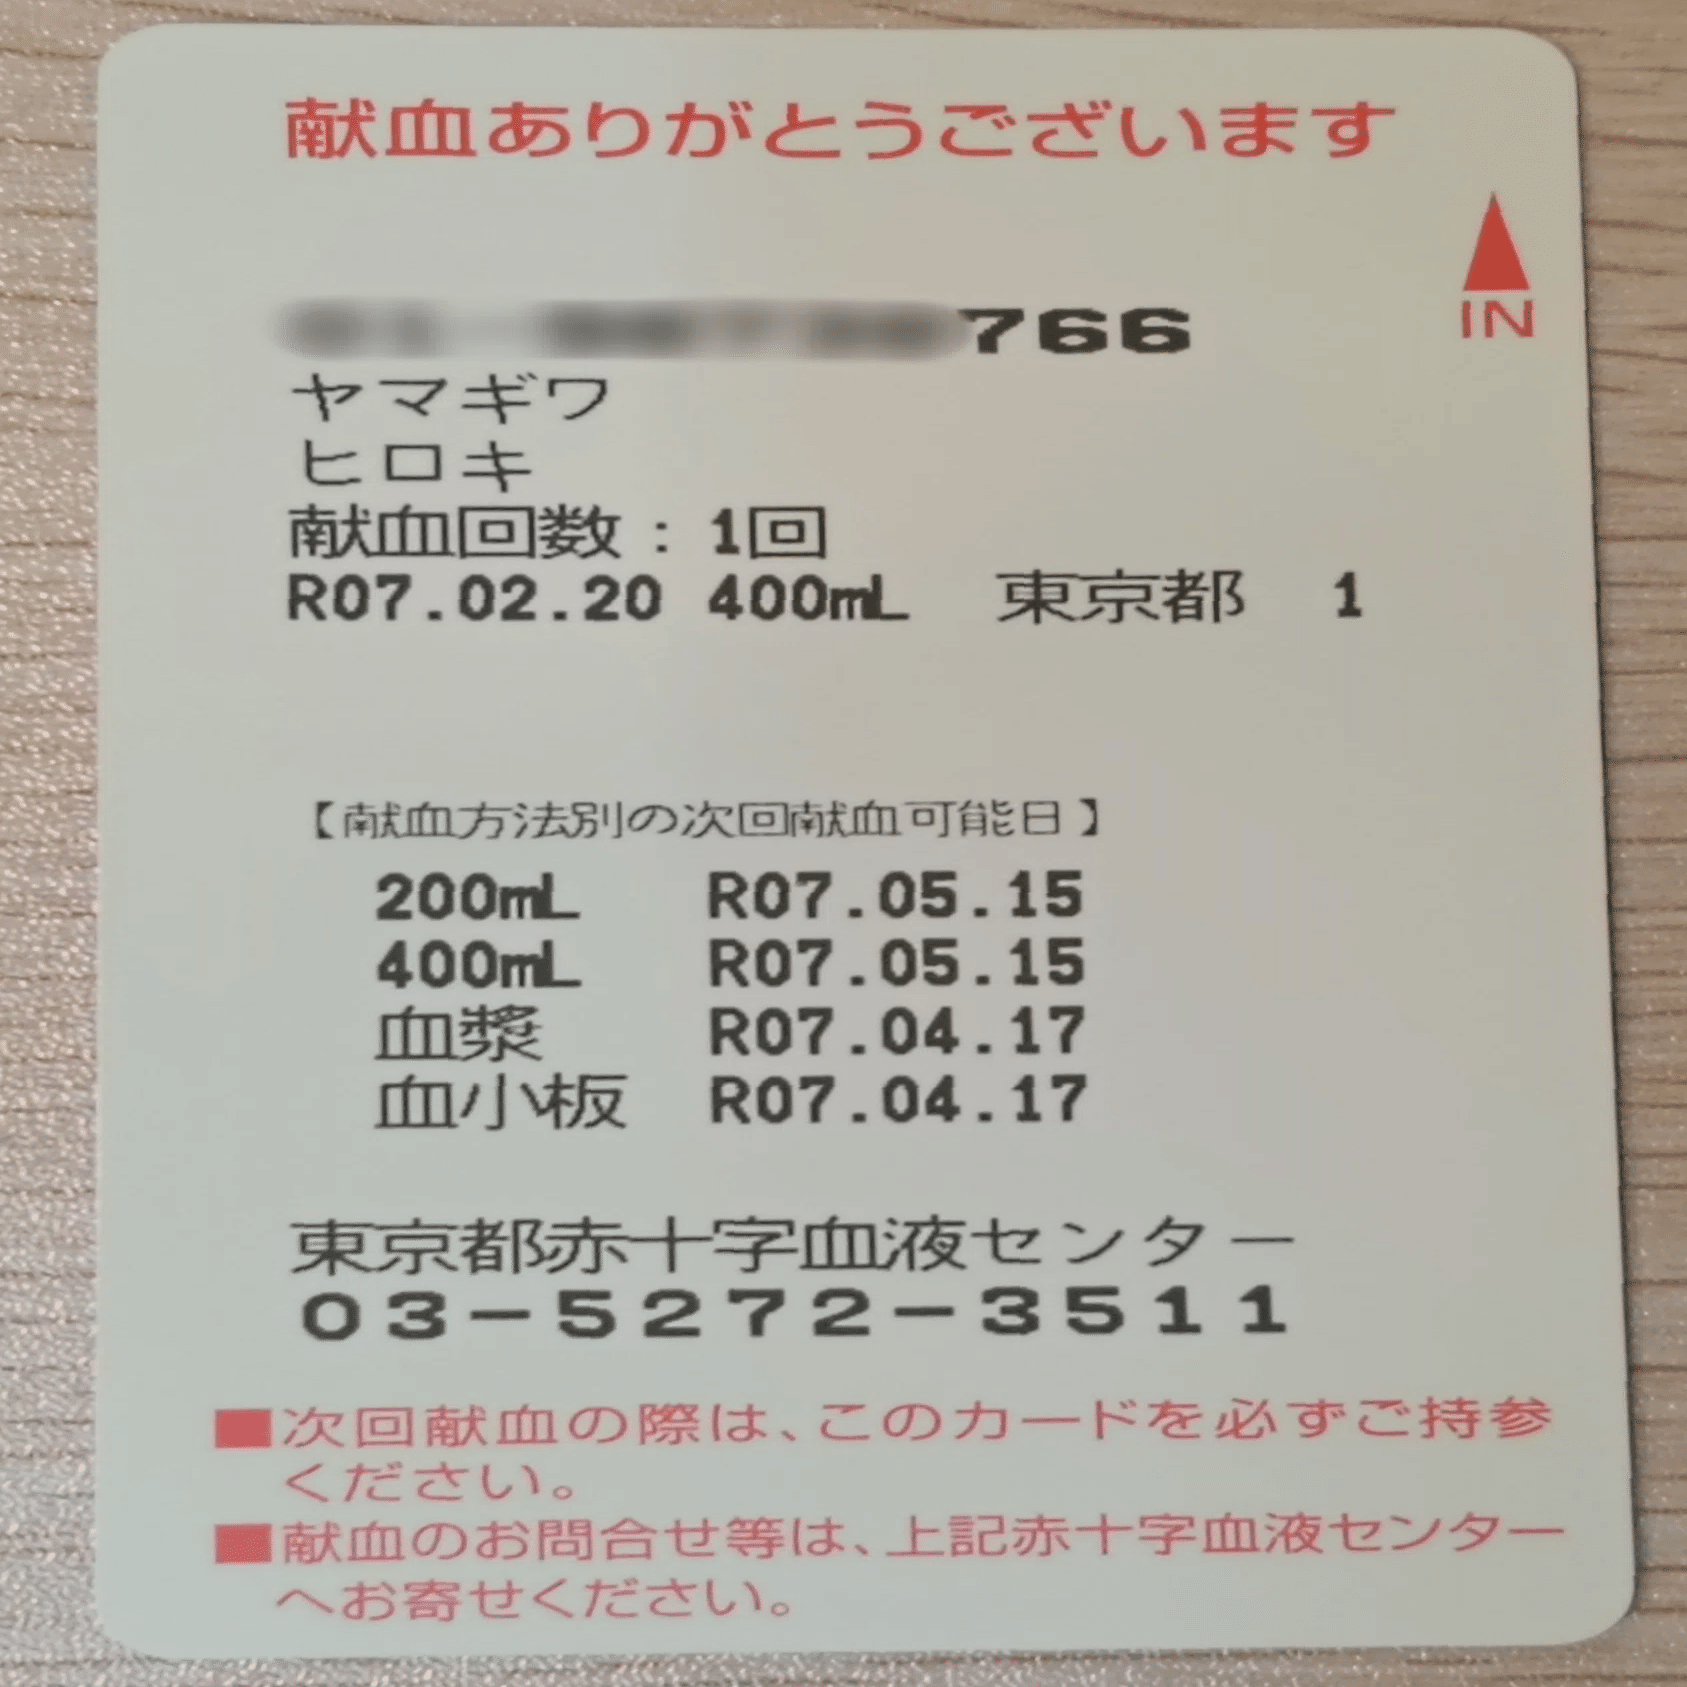 献血ありがとうございます
IN
766
ヤマギワ
ヒロキ
献血回数：1回
R07.02.20 400mL 東京都 1
【献血方法別の次回献血可能日】
200mL R07.05.15
400mL R07.05.15
血漿 R07.04.17
血小板 R07.04.17
東京都赤十字血液センター
03-5272-3511
■次回献血の際は、このカードを必ずご持参
ください。
■献血のお問合せ等は、上記赤十字血液センター
へお寄せください。